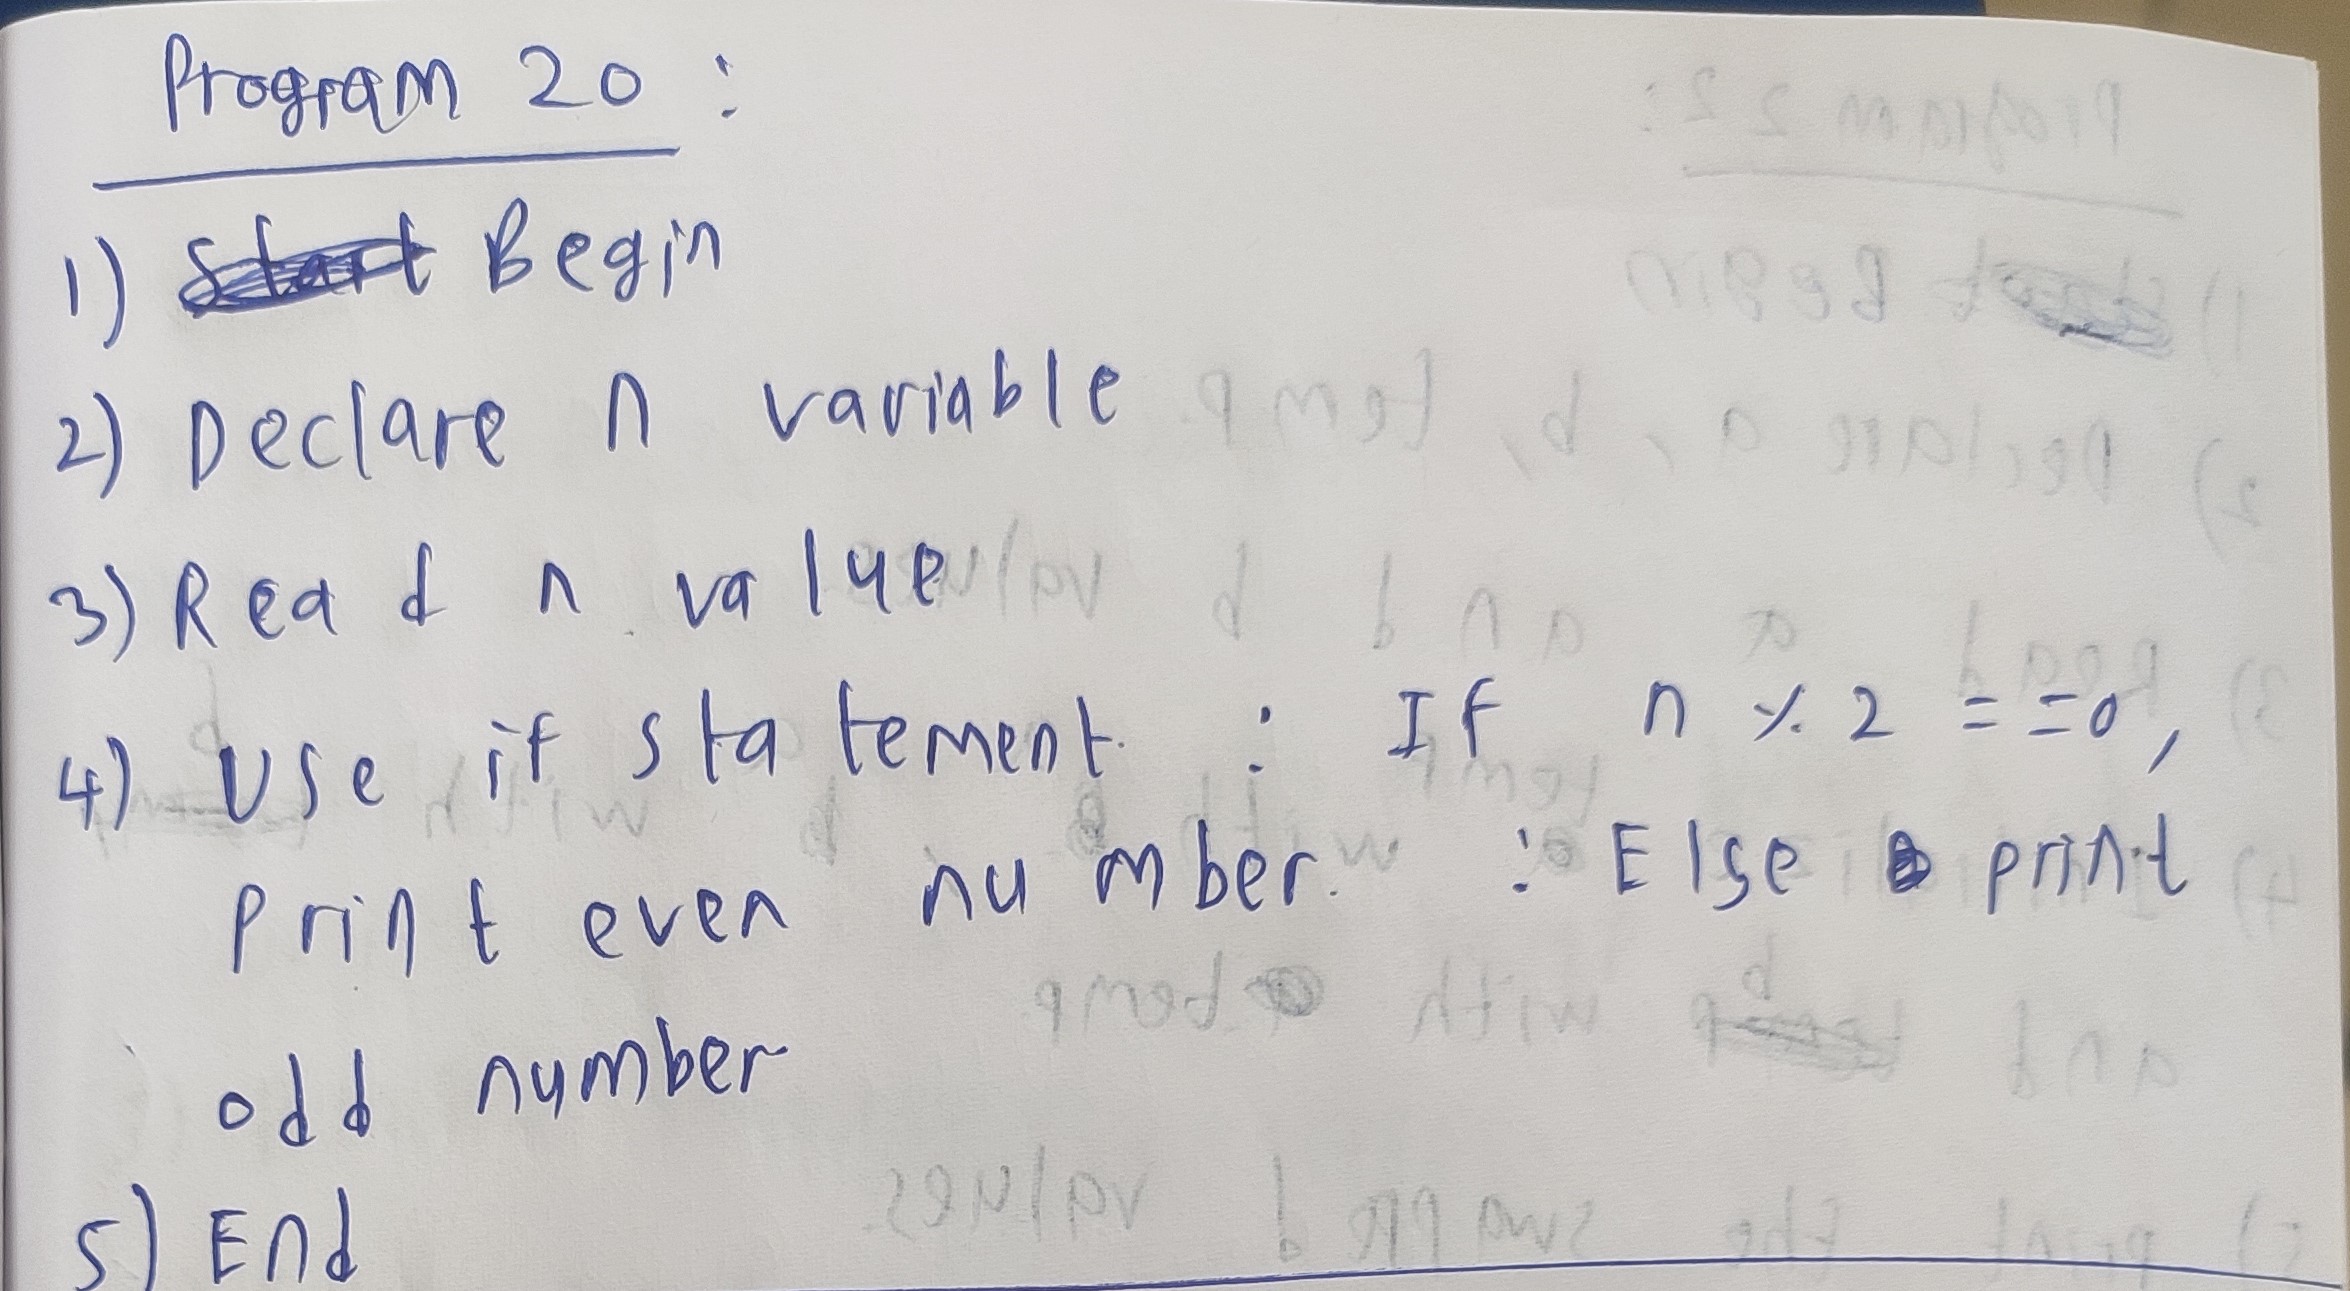 Program 20 :
1) Start Begin
2) Declare n variable
3) Read n value
4) Use if statement : If n % 2 = = 0,
print even number. : Else print
odd number
5) End